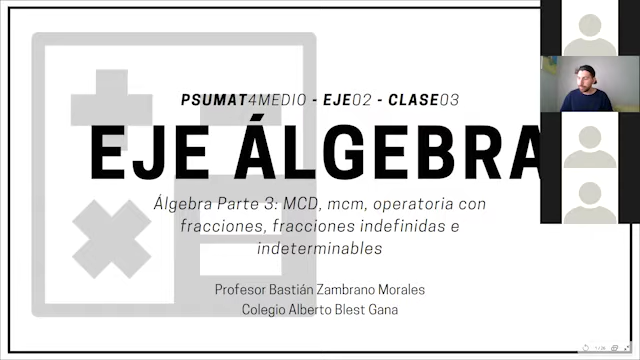 PSUMAT4MEDIO - EJE02 - CLASE03
EJE ÁLGEBRA
Álgebra Parte 3: MCD, mcm, operatoria con
fracciones, fracciones indefinidas e
indeterminables
Profesor Bastián Zambrano Morales
Colegio Alberto Blest Gana